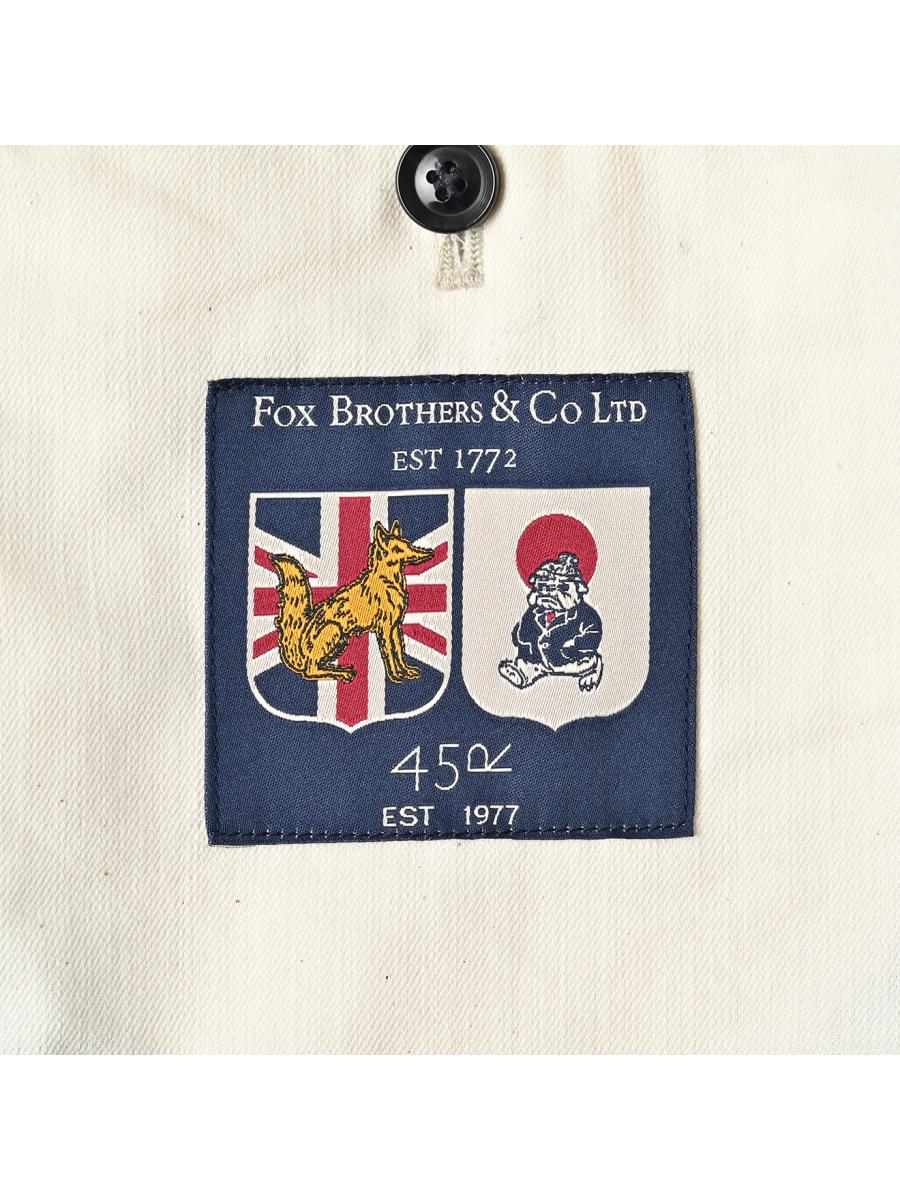 Fox Brothers & Co Ltd
EST 1772
45R
EST 1977